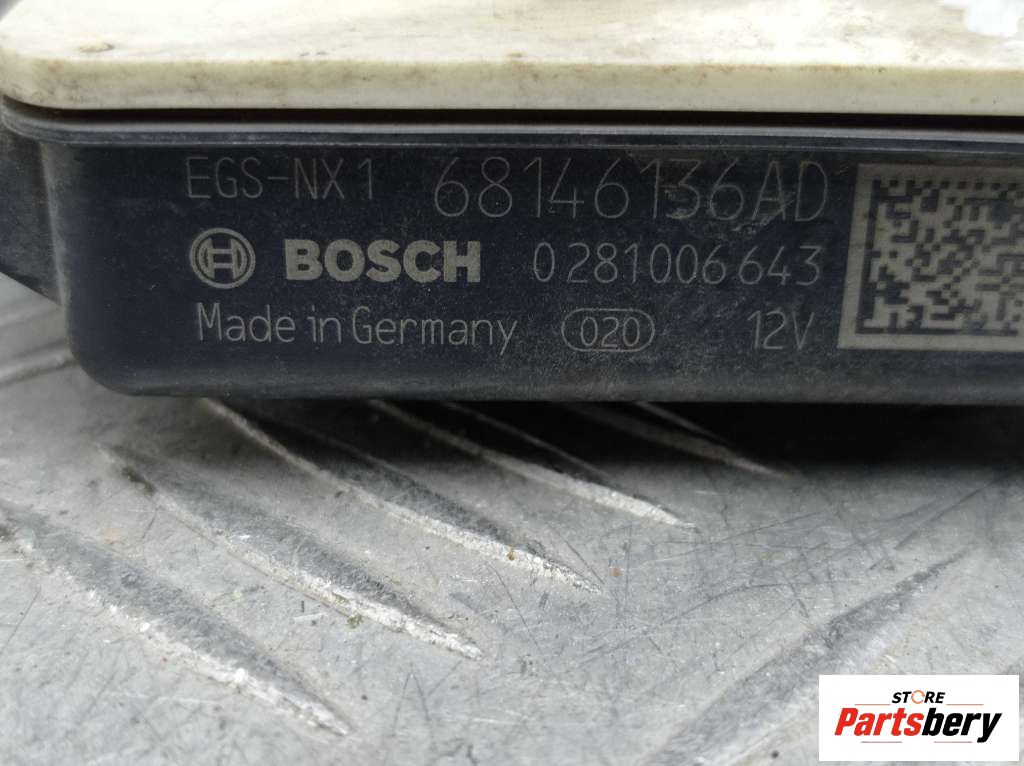 EGS-NX1 68146136AD
BOSCH 0 281 006 643
Made in Germany 020 12V
STORE
Partsbery